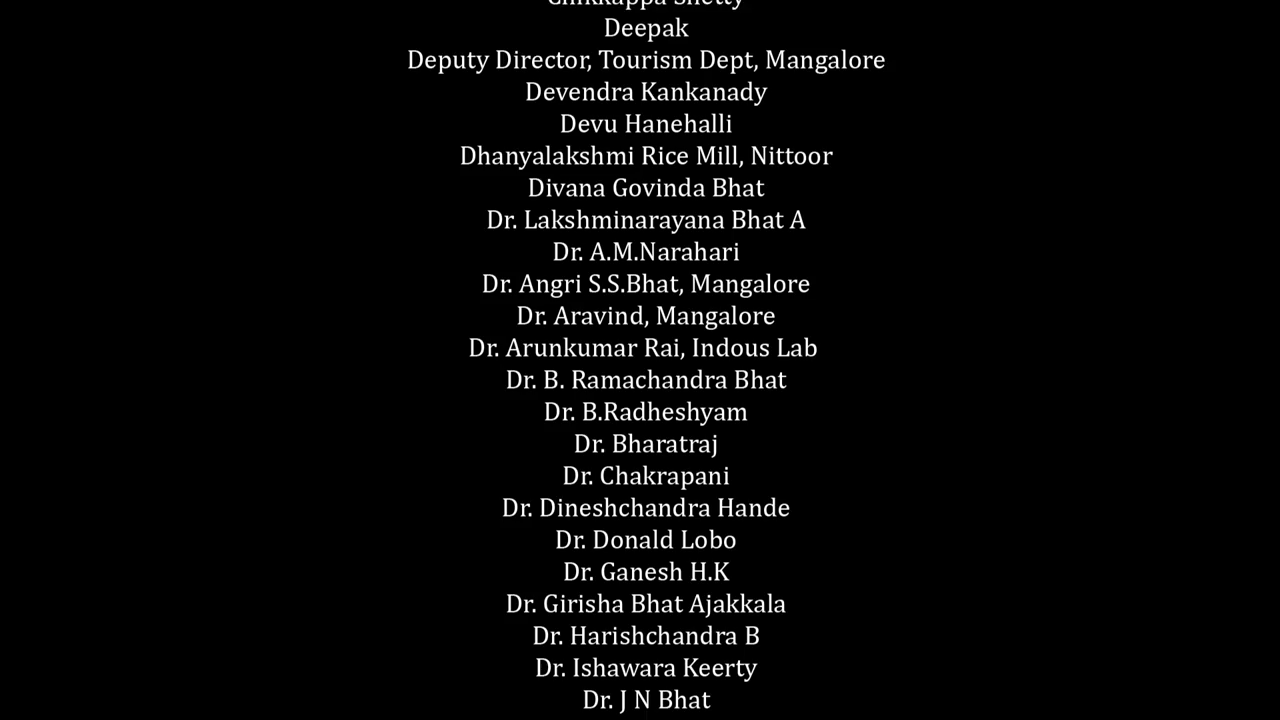 Chikkappa Shetty
Deepak
Deputy Director, Tourism Dept, Mangalore
Devendra Kankanady
Devu Hanehalli
Dhanyalakshmi Rice Mill, Nittoor
Divana Govinda Bhat
Dr. Lakshminarayana Bhat A
Dr. A.M.Narahari
Dr. Angri S.S.Bhat, Mangalore
Dr. Aravind, Mangalore
Dr. Arunkumar Rai, Indous Lab
Dr. B. Ramachandra Bhat
Dr. B.Radheshyam
Dr. Bharatraj
Dr. Chakrapani
Dr. Dineshchandra Hande
Dr. Donald Lobo
Dr. Ganesh H.K
Dr. Girisha Bhat Ajakkala
Dr. Harishchandra B
Dr. Ishawara Keerty
Dr. J N Bhat